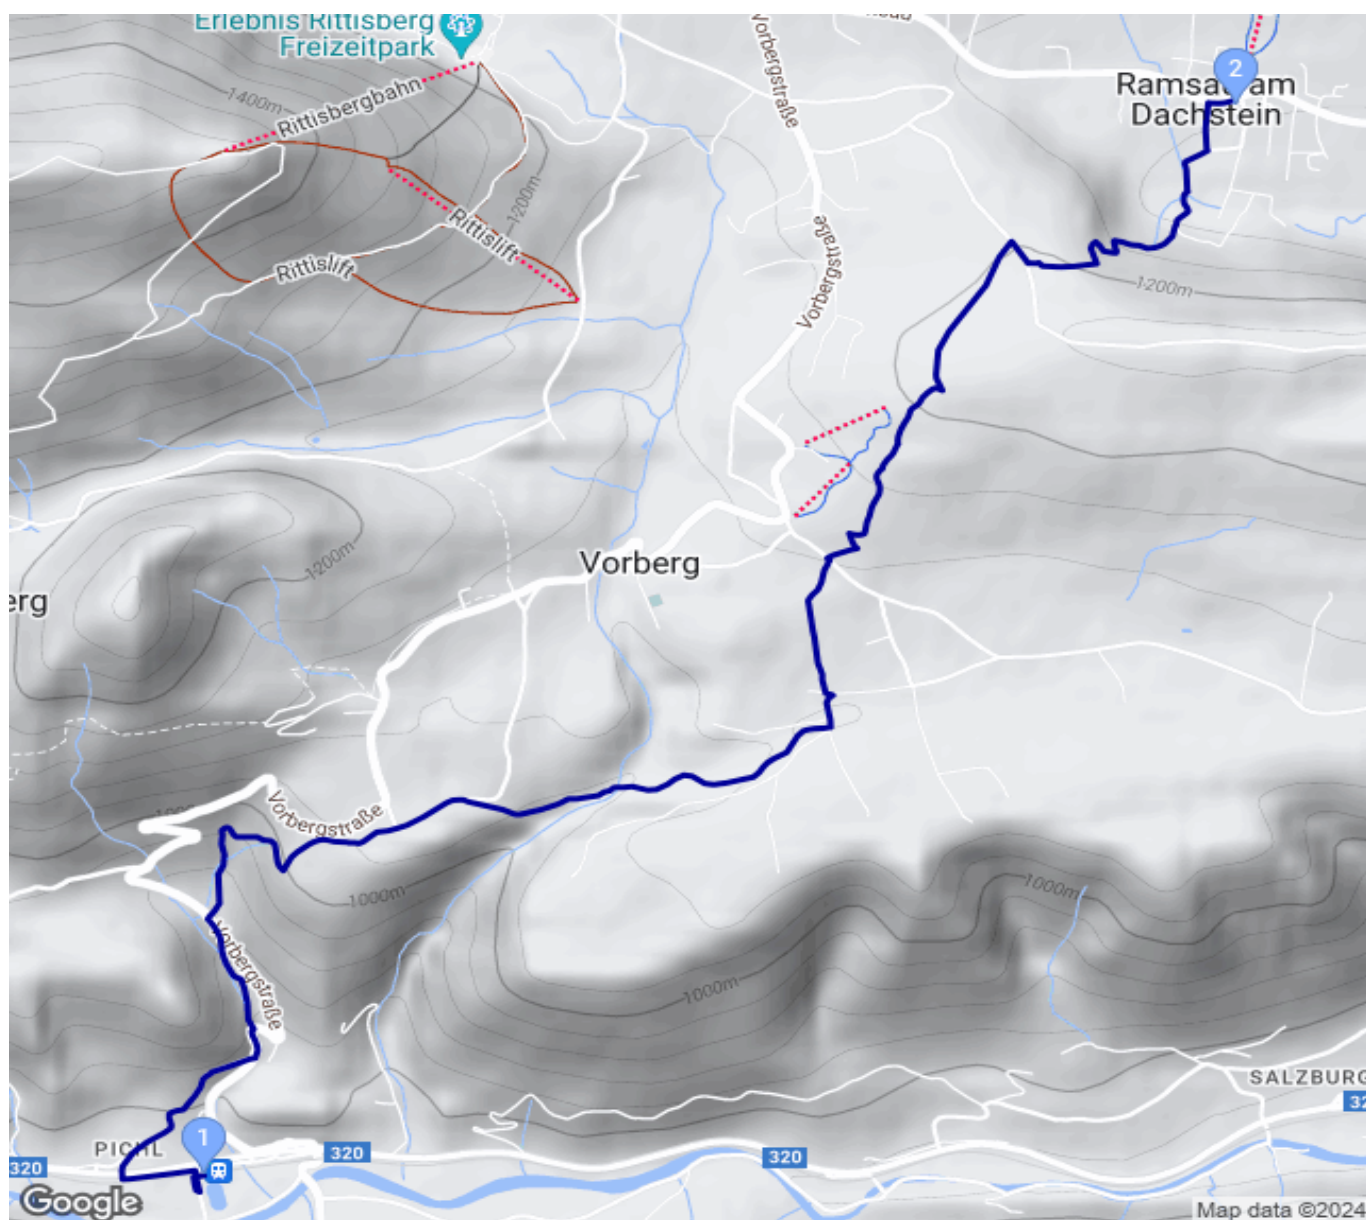 Erlebnis Rittisberg
Freizeitpark
1400m
Rittisbergbahn
Rittislift
1200m
Rittislift
Vorbergstraße
Vorbergstraße
2
Ramsau am
Dachstein
1200m
1200m
Vorberg
erg
Vorbergstraße
1000m
1000m
1000m
Vorbergstraße
SALZBURG
32
PICHL
1
320
320
320
Google
Map data ©2024